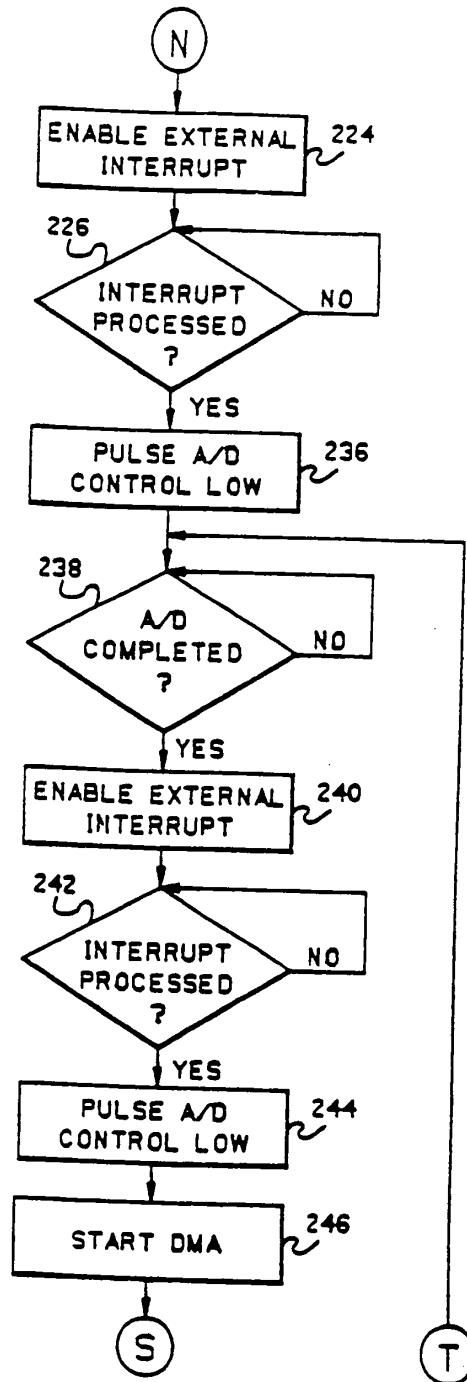 N
ENABLE EXTERNAL
INTERRUPT
224
226
INTERRUPT
PROCESSED
?
NO
YES
PULSE A/D
CONTROL LOW
236
238
A/D
COMPLETED
?
NO
YES
ENABLE EXTERNAL
INTERRUPT
240
242
INTERRUPT
PROCESSED
?
NO
YES
PULSE A/D
CONTROL LOW
244
START DMA
246
S
T